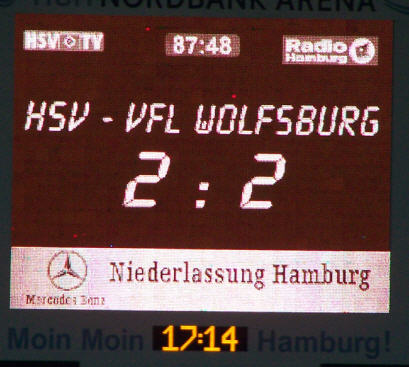 HSH NORDBANK ARENA
HSV TV 87:48 Radio Hamburg
HSV - VFL WOLFSBURG
2 : 2
Mercedes Benz Niederlassung Hamburg
Moin Moin 17:14 Hamburg!